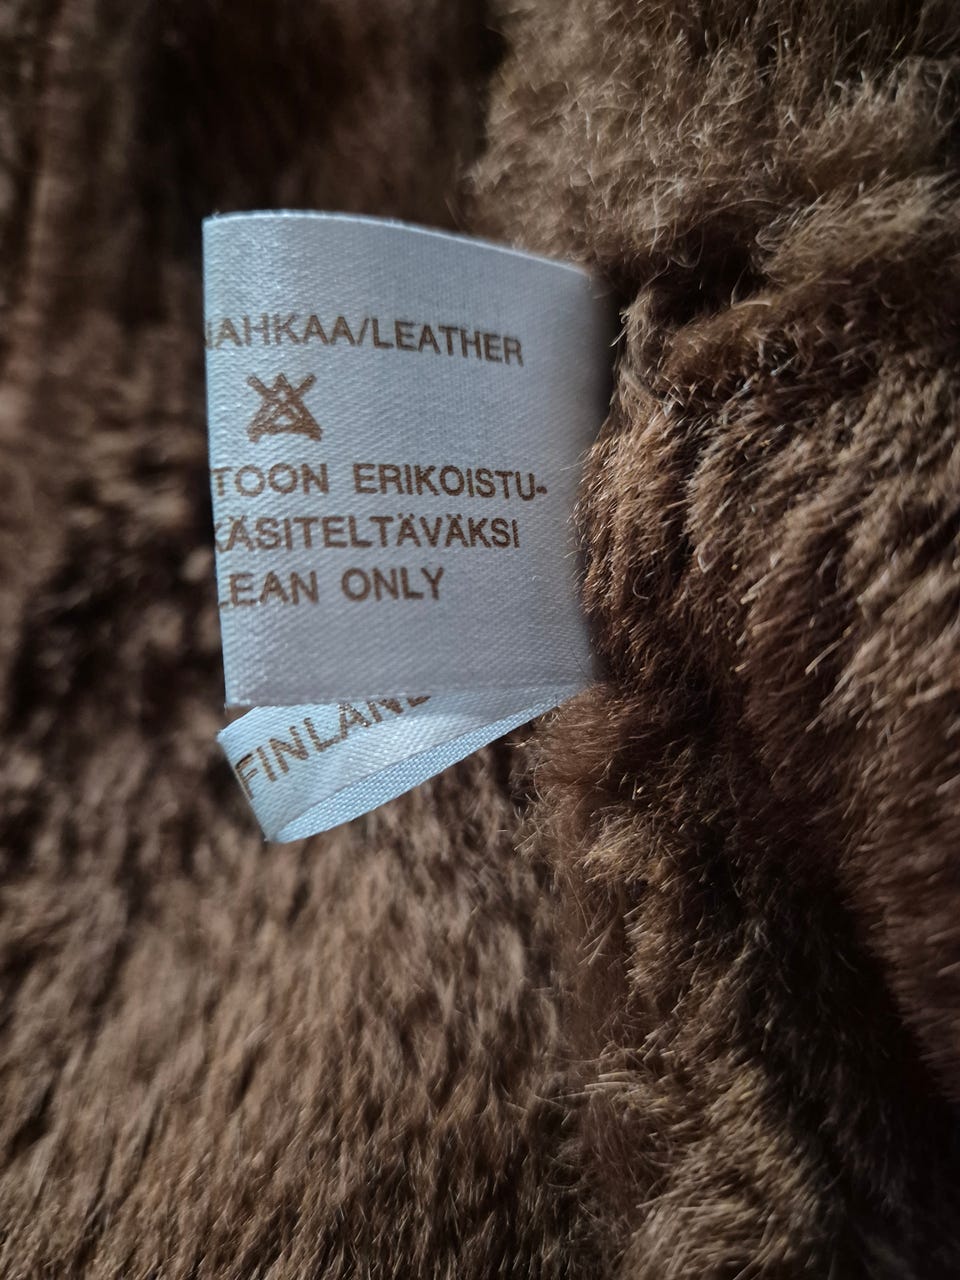 NAHKAA/LEATHER
TOON ERIKOISTU-
KÄSITELTÄVÄKSI
LEAN ONLY
FINLAND